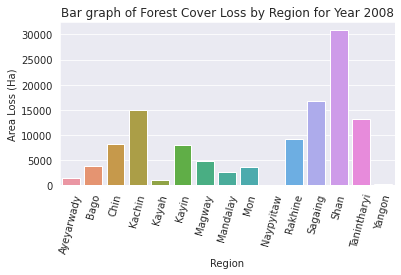 Bar graph of Forest Cover Loss by Region for Year 2008
Area Loss (Ha)
30000
25000
20000
15000
10000
5000
0
Ayeyarwady
Bago
Chin
Kachin
Kayah
Kayin
Magway
Mandalay
Mon
Naypyitaw
Rakhine
Sagaing
Shan
Tanintharyi
Yangon
Region